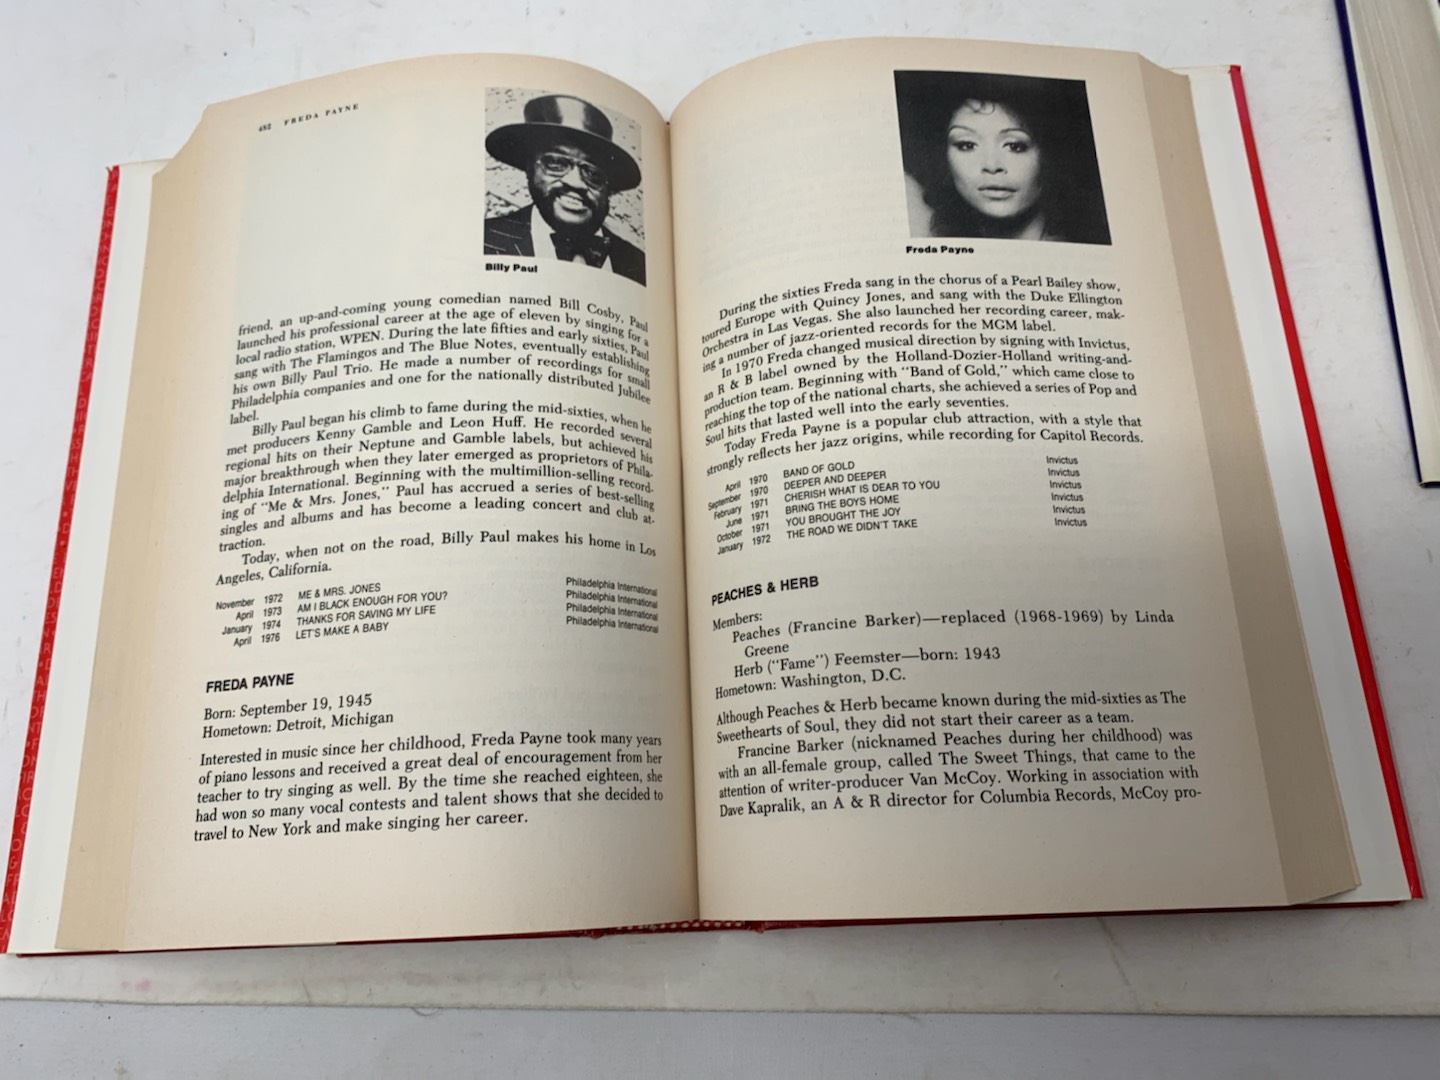 482 FREDA PAYNE
Billy Paul
friend, an up-and-coming young comedian named Bill Cosby, Paul
launched his professional career at the age of eleven by singing for a
local radio station, WPEN. During the late fifties and early sixties, Paul
sang with The Flamingos and The Blue Notes, eventually establishing
his own Billy Paul Trio. He made a number of recordings for small
Philadelphia companies and one for the nationally distributed Jubilee
label.
Billy Paul began his climb to fame during the mid-sixties, when he
met producers Kenny Gamble and Leon Huff. He recorded several
regional hits on their Neptune and Gamble labels, but achieved his
major breakthrough when they later emerged as proprietors of Phila-
delphia International. Beginning with the multimillion-selling record-
ing of "Me & Mrs. Jones," Paul has accrued a series of best-selling
singles and albums and has become a leading concert and club at-
traction.
Today, when not on the road, Billy Paul makes his home in Los
Angeles, California.
November 1972 ME & MRS. JONES Philadelphia International
April 1973 AM I BLACK ENOUGH FOR YOU? Philadelphia International
January 1974 THANKS FOR SAVING MY LIFE Philadelphia International
April 1976 LET'S MAKE A BABY Philadelphia International
FREDA PAYNE
Born: September 19, 1945
Hometown: Detroit, Michigan
Interested in music since her childhood, Freda Payne took many years
of piano lessons and received a great deal of encouragement from her
teacher to try singing as well. By the time she reached eighteen, she
had won so many vocal contests and talent shows that she decided to
travel to New York and make singing her career.
Freda Payne
During the sixties Freda sang in the chorus of a Pearl Bailey show,
toured Europe with Quincy Jones, and sang with the Duke Ellington
Orchestra in Las Vegas. She also launched her recording career, mak-
ing a number of jazz-oriented records for the MGM label.
In 1970 Freda changed musical direction by signing with Invictus,
an R & B label owned by the Holland-Dozier-Holland writing-and-
production team. Beginning with "Band of Gold," which came close to
reaching the top of the national charts, she achieved a series of Pop and
Soul hits that lasted well into the early seventies.
Today Freda Payne is a popular club attraction, with a style that
strongly reflects her jazz origins, while recording for Capitol Records.
April 1970 BAND OF GOLD Invictus
September 1970 DEEPER AND DEEPER Invictus
February 1971 CHERISH WHAT IS DEAR TO YOU Invictus
June 1971 BRING THE BOYS HOME Invictus
October 1971 YOU BROUGHT THE JOY Invictus
January 1972 THE ROAD WE DIDN'T TAKE Invictus
PEACHES & HERB
Members:
Peaches (Francine Barker)—replaced (1968-1969) by Linda
Greene
Herb ("Fame") Feemster—born: 1943
Hometown: Washington, D.C.
Although Peaches & Herb became known during the mid-sixties as The
Sweethearts of Soul, they did not start their career as a team.
Francine Barker (nicknamed Peaches during her childhood) was
with an all-female group, called The Sweet Things, that came to the
attention of writer-producer Van McCoy. Working in association with
Dave Kapralik, an A & R director for Columbia Records, McCoy pro-